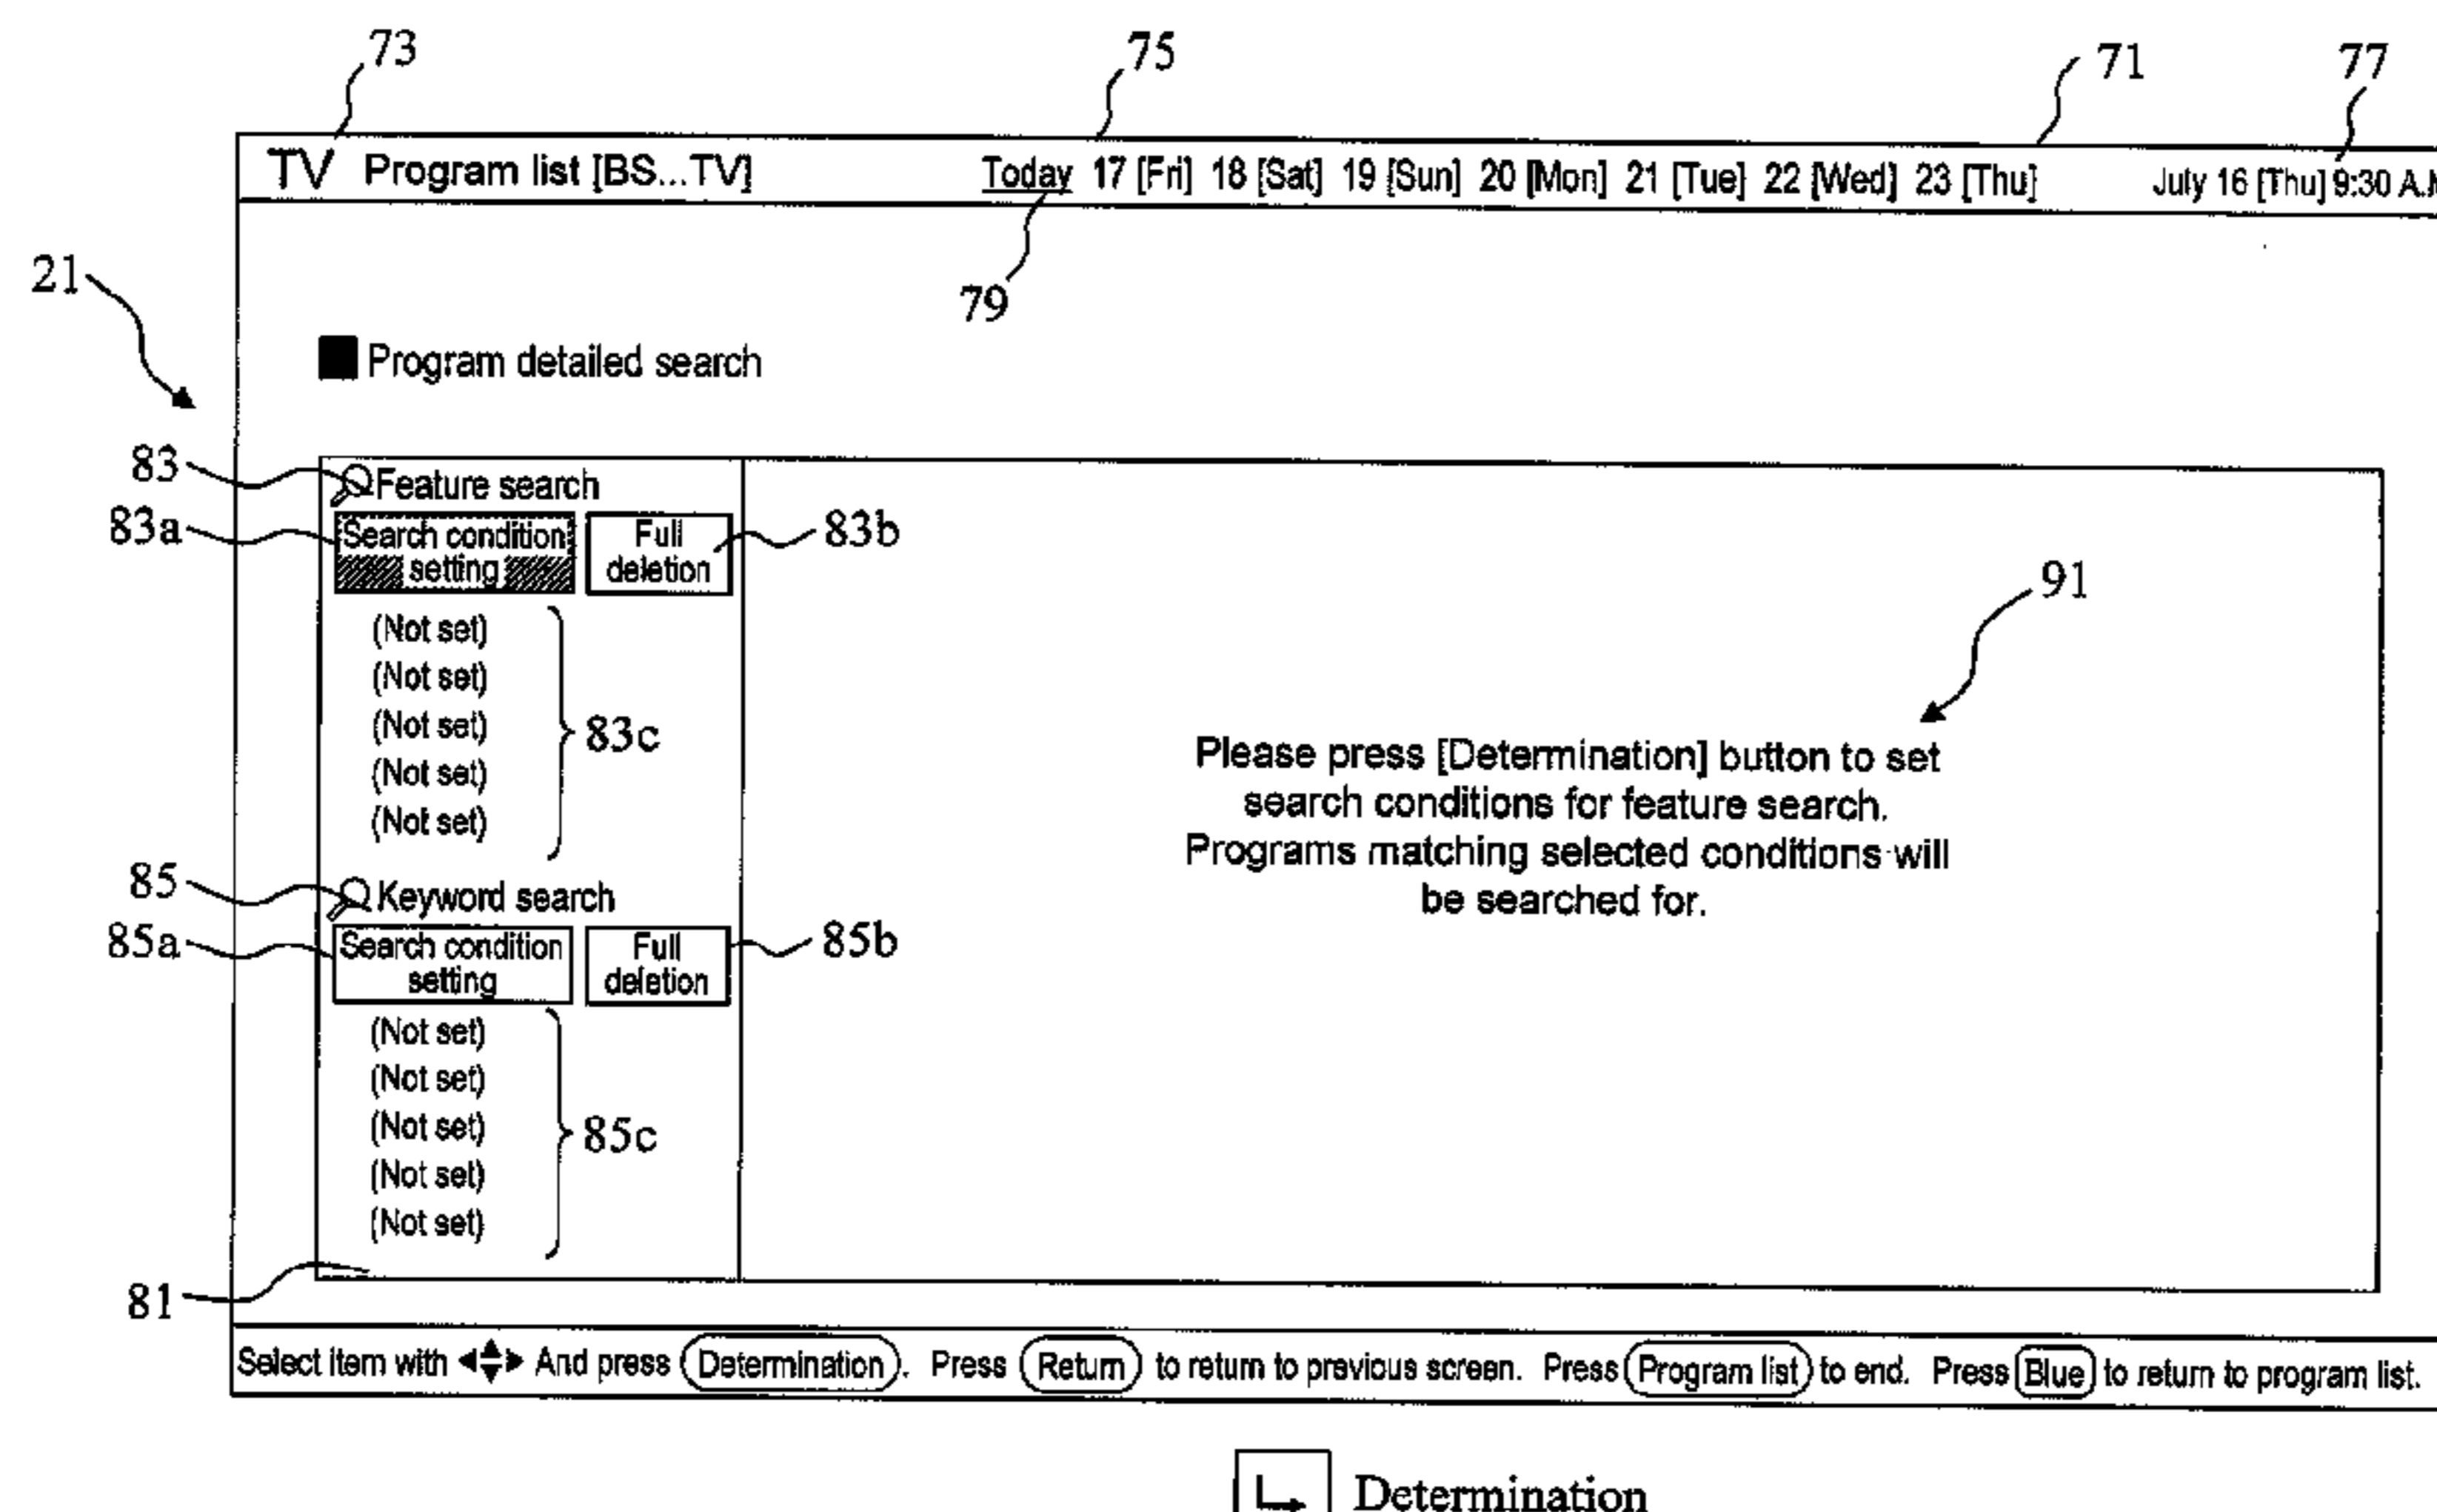 73 75 71 77
TV Program list [BS...TV] Today 17 [Fri] 18 [Sat] 19 [Sun] 20 [Mon] 21 [Tue] 22 [Wed] 23 [Thu] July 16 [Thu] 9:30 A.M
21
79
Program detailed search
83 Feature search
83a Search condition setting Full deletion 83b
91
(Not set)
(Not set)
(Not set) 83c
(Not set)
(Not set)
Please press [Determination] button to set
search conditions for feature search.
Programs matching selected conditions will
be searched for.
85 Keyword search
85a Search condition setting Full deletion 85b
(Not set)
(Not set)
(Not set) 85c
(Not set)
(Not set)
81
Select item with And press Determination. Press Return to return to previous screen. Press Program list to end. Press Blue to return to program list.
Determination